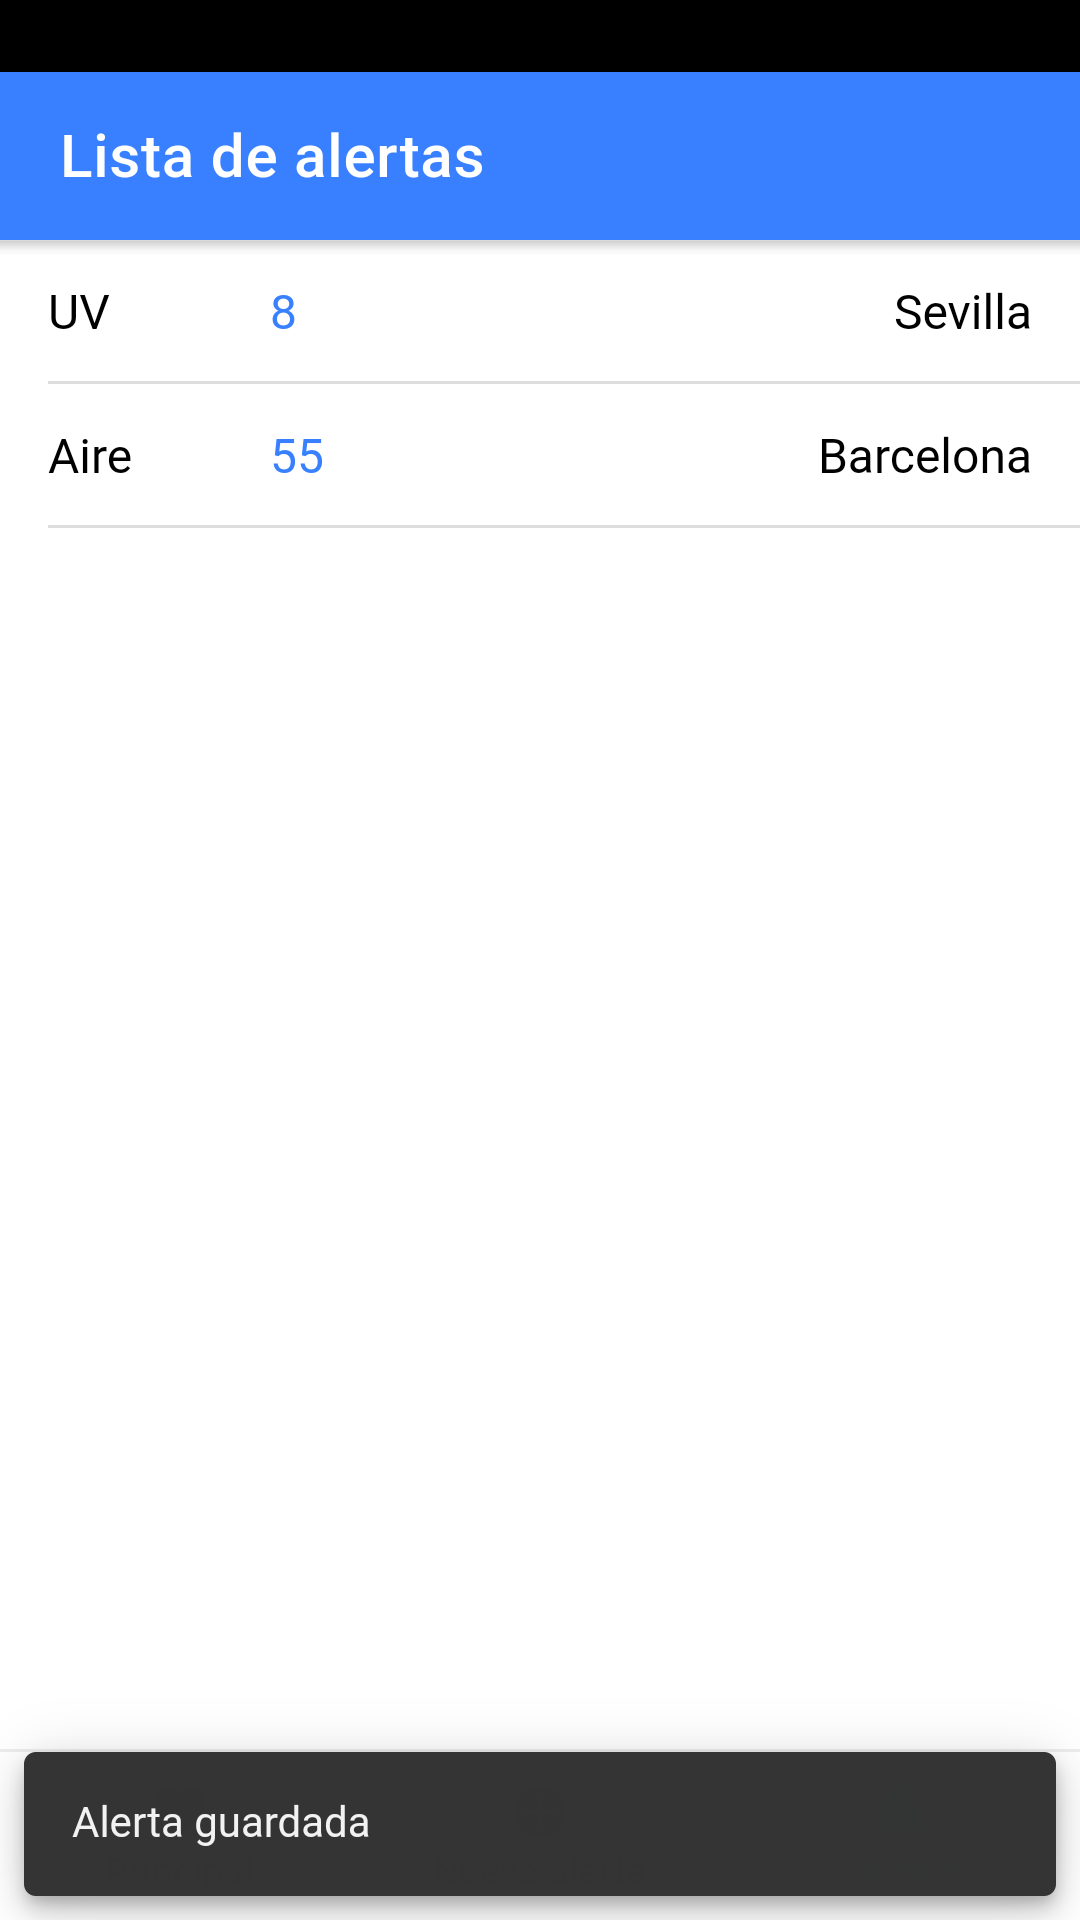 Lista de alertas
UV 8 Sevilla
Aire 55 Barcelona
Alerta guardada